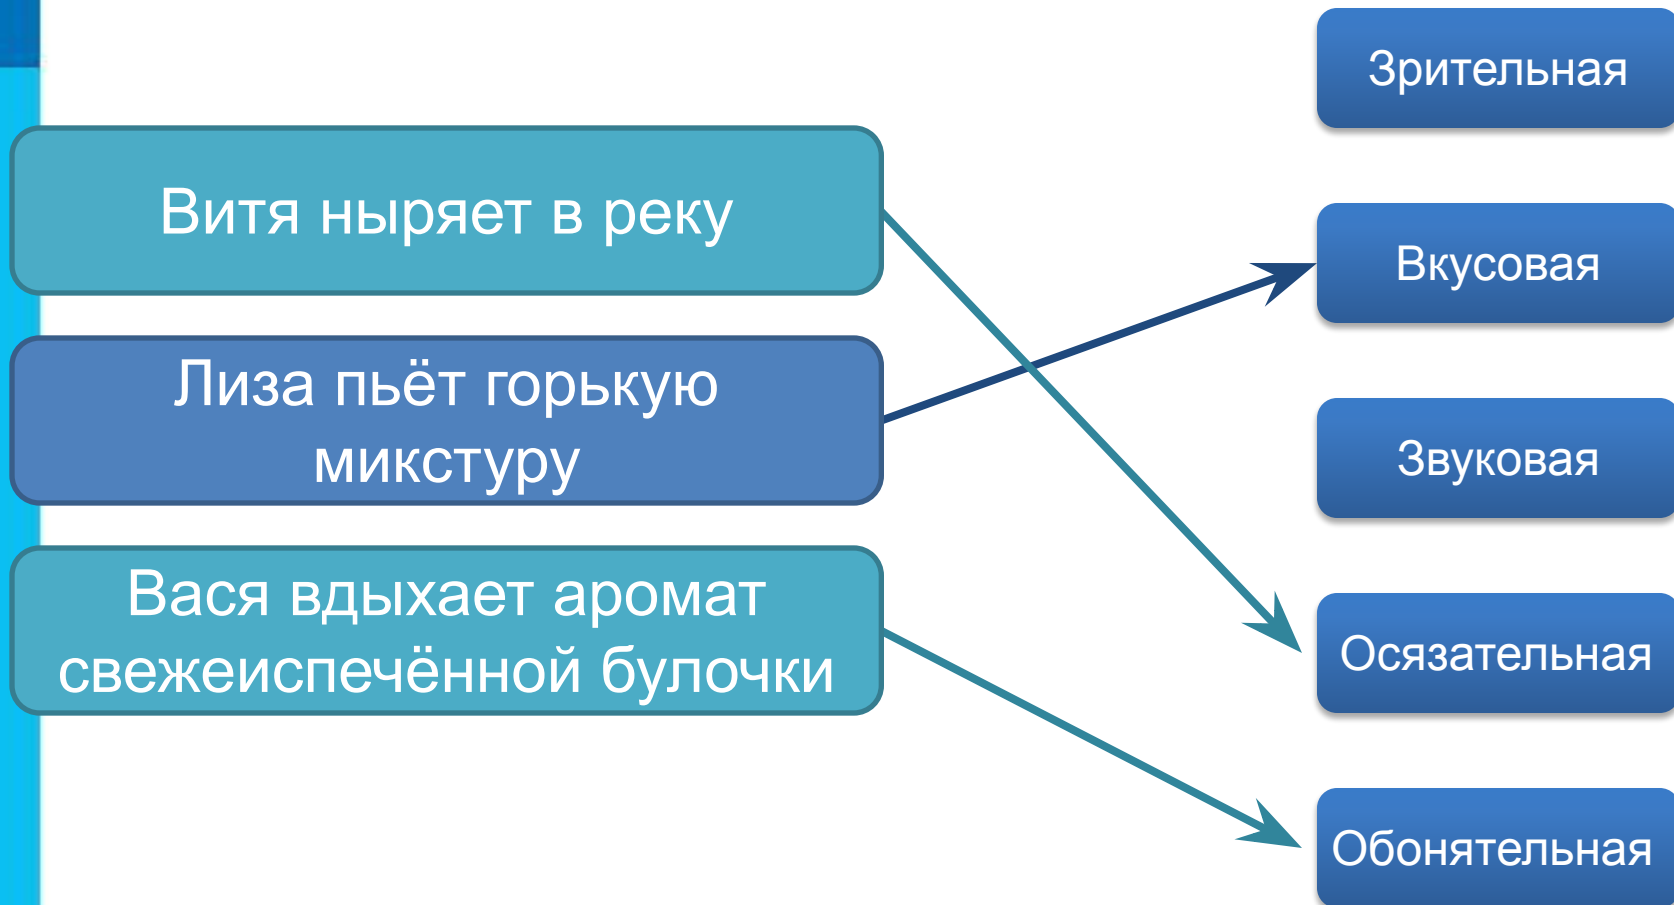 Витя ныряет в реку
Лиза пьёт горькую
микстуру
Вася вдыхает аромат
свежеиспечённой булочки
Зрительная
Вкусовая
Звуковая
Осязательная
Обонятельная